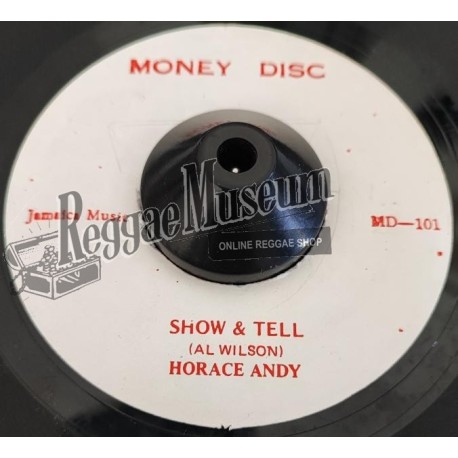 MONEY DISC
Jamaica Music
MD—101
ReggaeMuseum
ONLINE REGGAE SHOP
SHOW & TELL
(AL WILSON)
HORACE ANDY